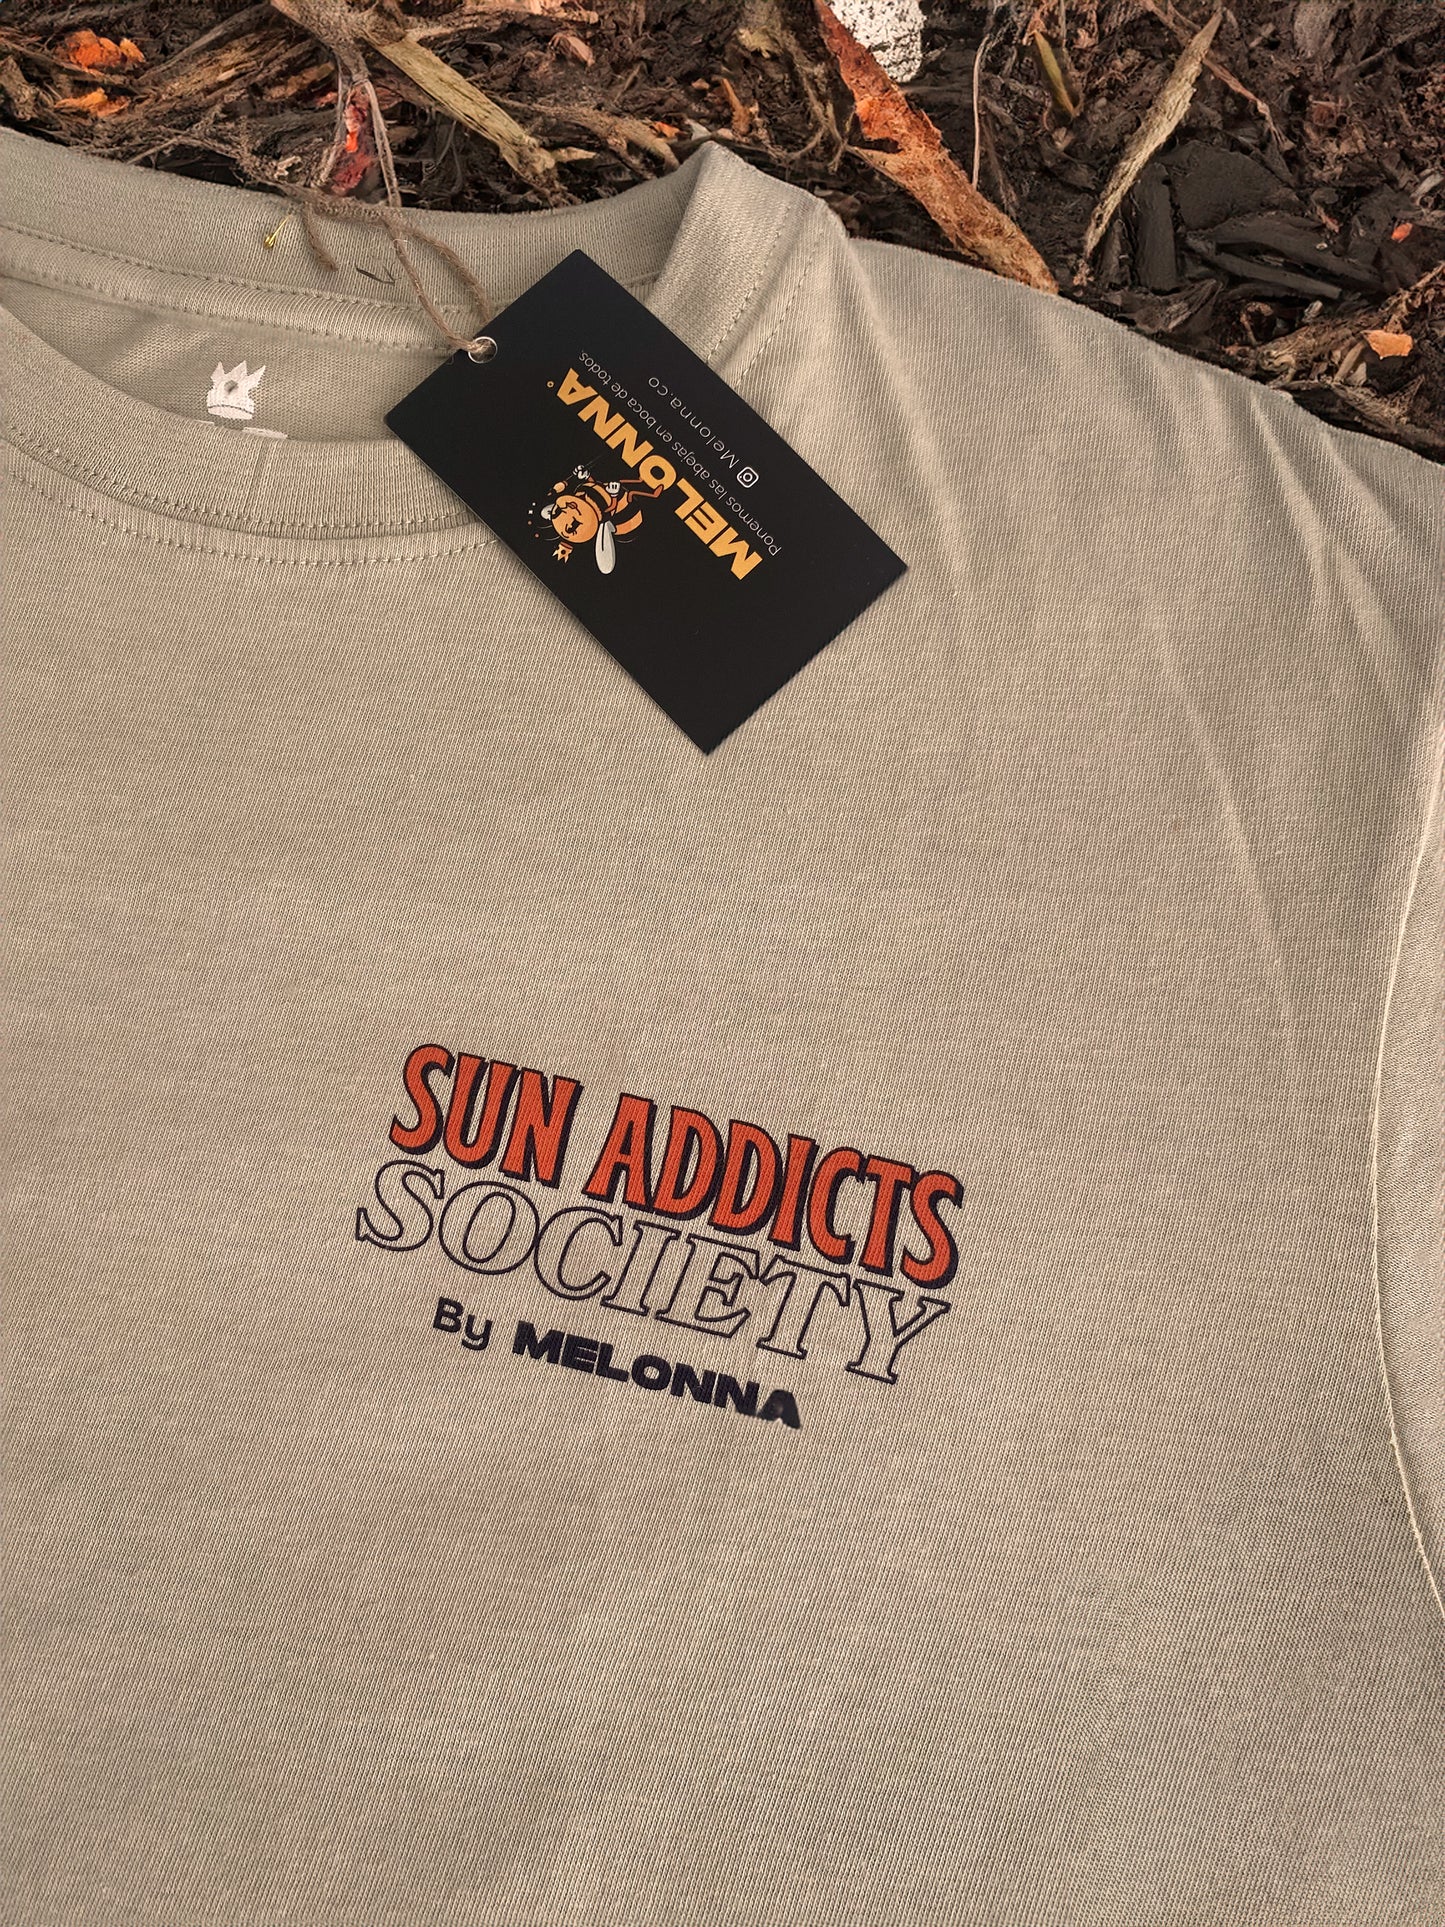 MELONNA
Ponemos las abejas en boca de todos.
Melonna.co
SUN ADDICTS
SOCIETY
By MELONNA